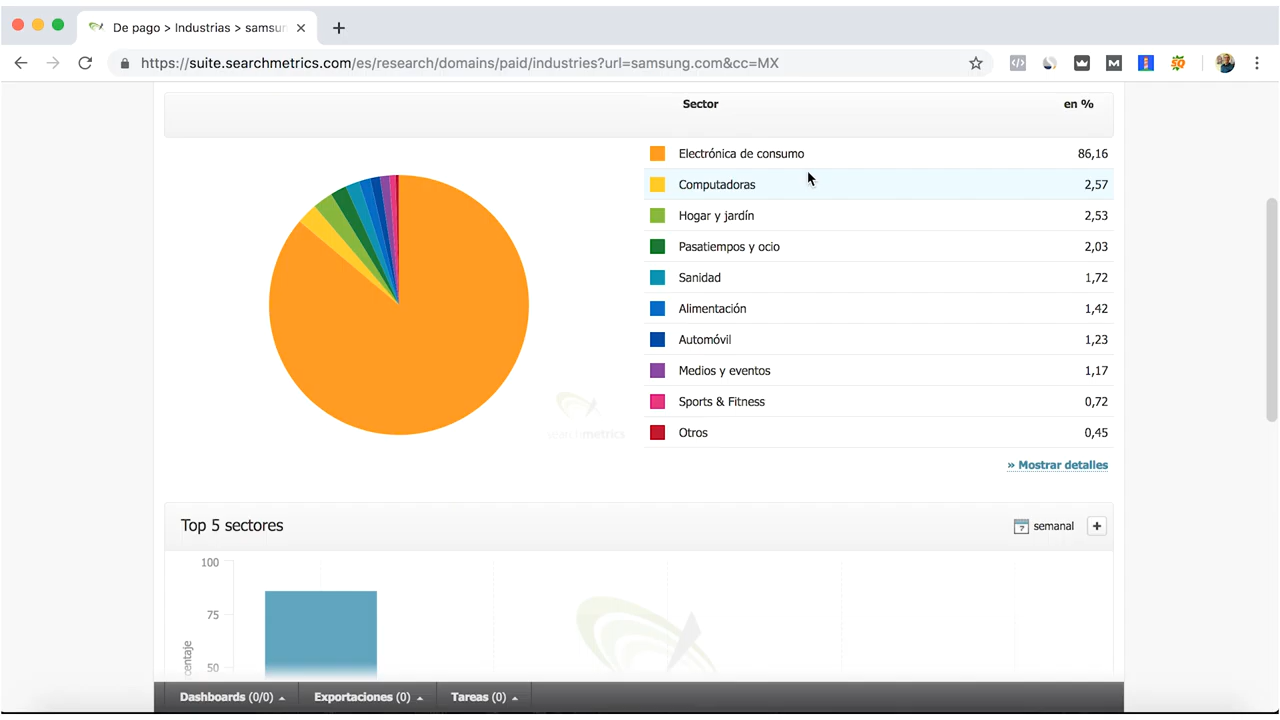 De pago > Industrias > samsun
https://suite.searchmetrics.com/es/research/domains/paid/industries?url=samsung.com&cc=MX
Sector en %
Electrónica de consumo 86,16
Computadoras 2,57
Hogar y jardín 2,53
Pasatiempos y ocio 2,03
Sanidad 1,72
Alimentación 1,42
Automóvil 1,23
Medios y eventos 1,17
Sports & Fitness 0,72
Otros 0,45
searchmetrics
» Mostrar detalles
Top 5 sectores
7 semanal +
100
75
50
centaje
Dashboards (0/0) Exportaciones (0) Tareas (0)